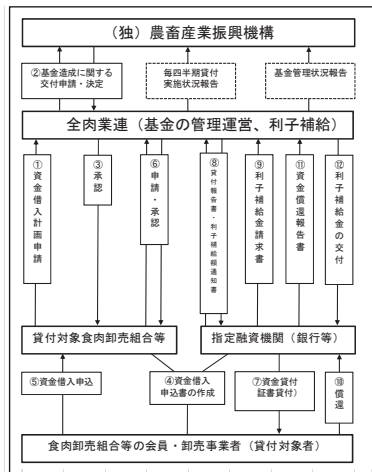 （独）農畜産業振興機構
②基金造成に関する
交付申請・決定
毎四半期貸付
実施状況報告
基金管理状況報告
全肉業連（基金の管理運営、利子補給）
①資金借入計画申請
③承認
⑥申請・承認
⑧貸付報告書・利子補給額通知書
⑨利子補給金請求書
⑪資金償還報告書
⑫利子補給金の交付
貸付対象食肉卸売組合等
指定融資機関（銀行等）
⑤資金借入申込
④資金借入
申込書の作成
⑦資金貸付
証書貸付）
⑩償還
食肉卸売組合等の会員・卸売事業者（貸付対象者）